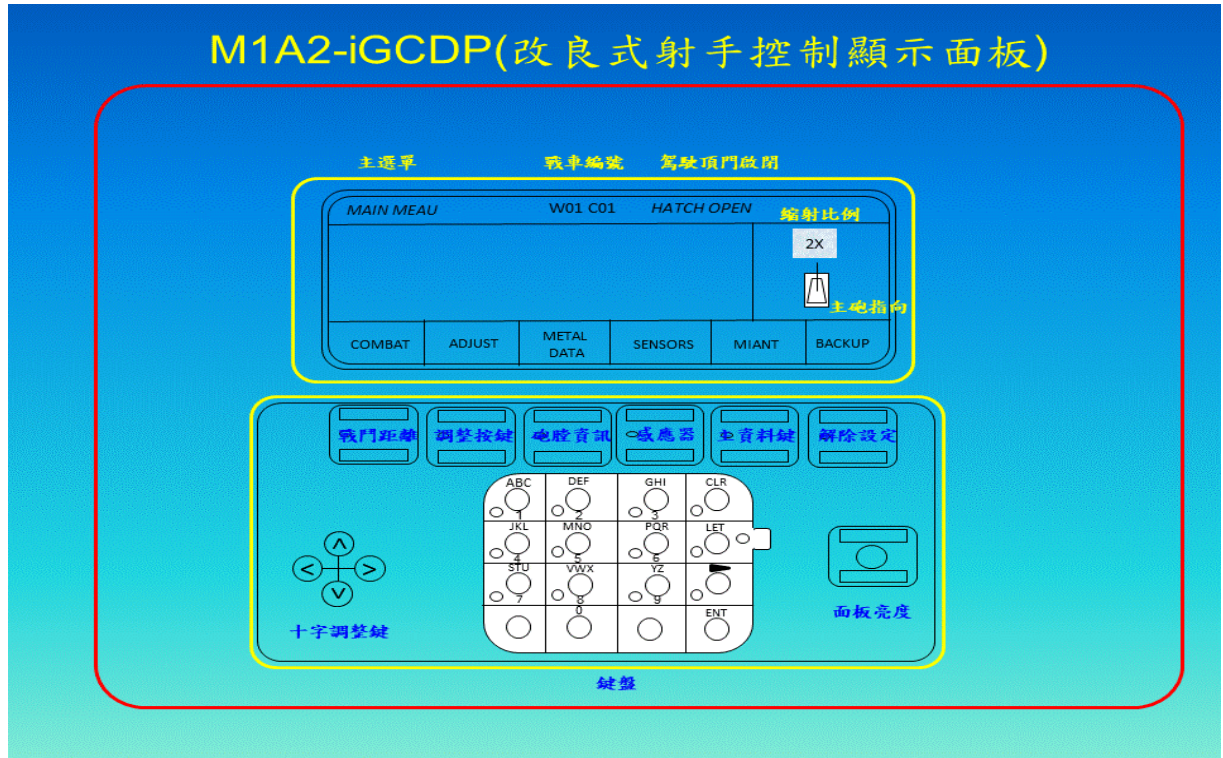 M1A2-iGCDP(改良式射手控制顯示面板)
主選單 戰車編號 駕駛頂門啟閉
MAIN MEAU W01 C01 HATCH OPEN
縮射比例
2X
主砲指向
COMBAT ADJUST METAL DATA SENSORS MIANT BACKUP
戰鬥距離 調整按鍵 砲膛資訊 感應器 主資料鍵 解除設定
ABC DEF GHI CLR
1 2 3
JKL MNO PQR LET
4 5 6
STU VWX YZ
7 8 9
0 ENT
< > ^ v
十字調整鍵
面板亮度
鍵盤